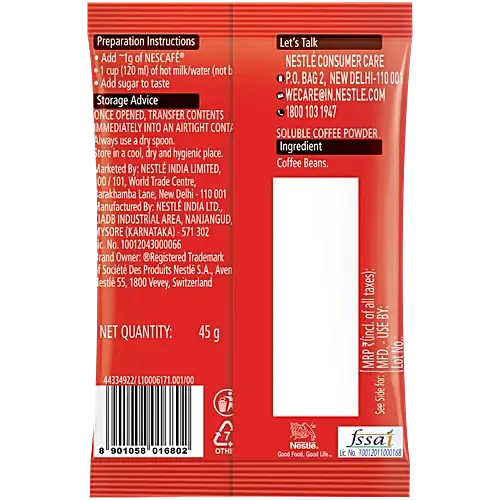 Preparation Instructions
• Add ~1g of NESCAFÉ®
• 1 cup (120 ml) of hot milk/water (not b
• Add sugar to taste
Storage Advice
ONCE OPENED, TRANSFER CONTENTS
IMMEDIATELY INTO AN AIRTIGHT CONTA
Always use a dry spoon.
Store in a cool, dry and hygienic place.
Marketed By: NESTLÉ INDIA LIMITED,
100 / 101, World Trade Centre,
Barakhamba Lane, New Delhi - 110 001
Manufactured By: NESTLÉ INDIA LTD.,
KIADB INDUSTRIAL AREA, NANJANGUD,
MYSORE (KARNATAKA) - 571 302
Lic. No. 10012043000066
Brand Owner: ®Registered Trademark
of Société Des Produits Nestlé S.A., Aven
Nestlé 55, 1800 Vevey, Switzerland
NET QUANTITY: 45 g
44334922/ L10006171.001/00
8 901058 016802
7
OTHE
Let's Talk
NESTLÉ CONSUMER CARE
P.O. BAG 2, NEW DELHI-110 001
WECARE@IN.NESTLE.COM
1800 103 1947
SOLUBLE COFFEE POWDER
Ingredient
Coffee Beans.
See Side for:
MRP ₹(incl. of all taxes):
MFD. - USE BY:
Lot No.:
Nestlé
Good Food, Good Life
fssai
Lic. No. 10012011000168